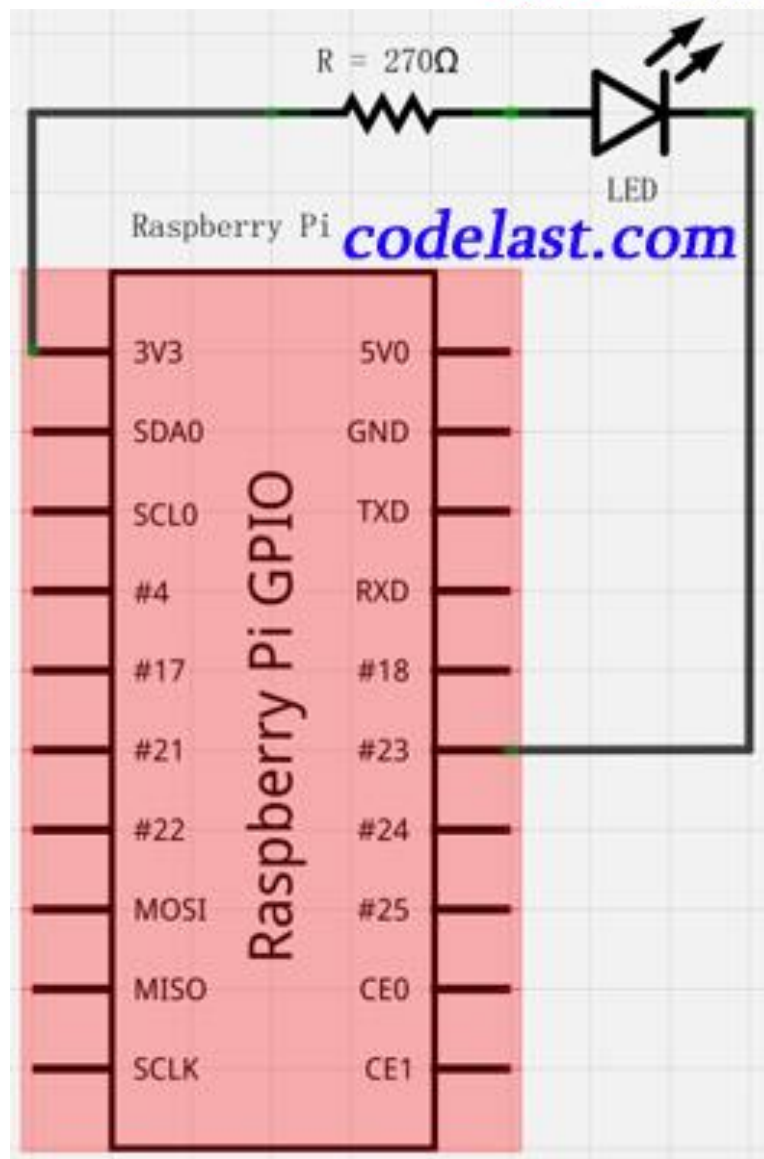 R = 270Ω
LED
Raspberry Pi
codelast.com
3V3 5V0
SDA0 GND
SCL0 TXD
#4 RXD
#17 #18
#21 #23
#22 #24
MOSI #25
MISO CE0
SCLK CE1
Raspberry Pi GPIO